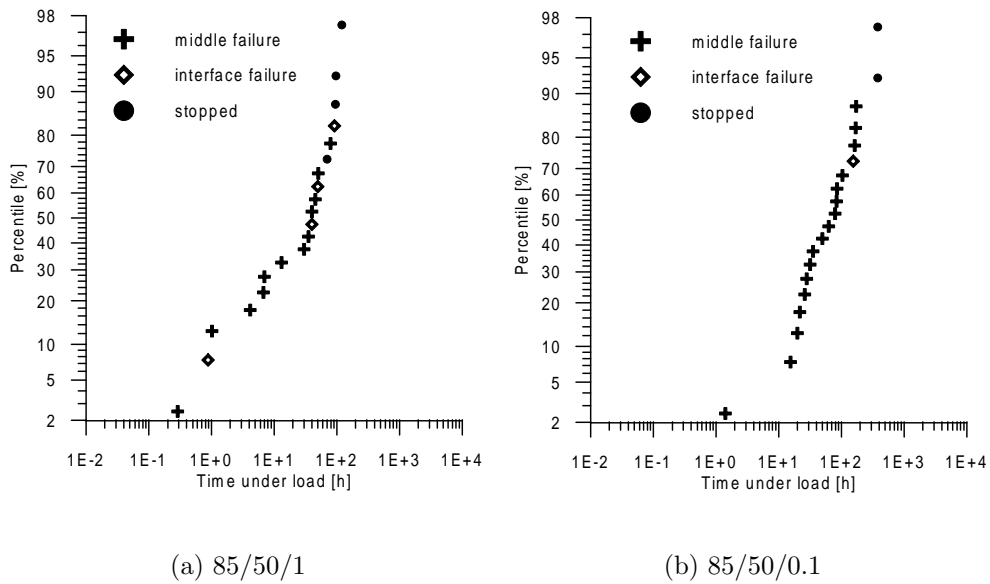 98
95
90
80
70
60
50
40
30
20
10
5
2
Percentile [%]
middle failure
interface failure
stopped
1E-2 1E-1 1E+0 1E+1 1E+2 1E+3 1E+4
Time under load [h]
(a) 85/50/1
98
95
90
80
70
60
50
40
30
20
10
5
2
Percentile [%]
middle failure
interface failure
stopped
1E-2 1E-1 1E+0 1E+1 1E+2 1E+3 1E+4
Time under load [h]
(b) 85/50/0.1